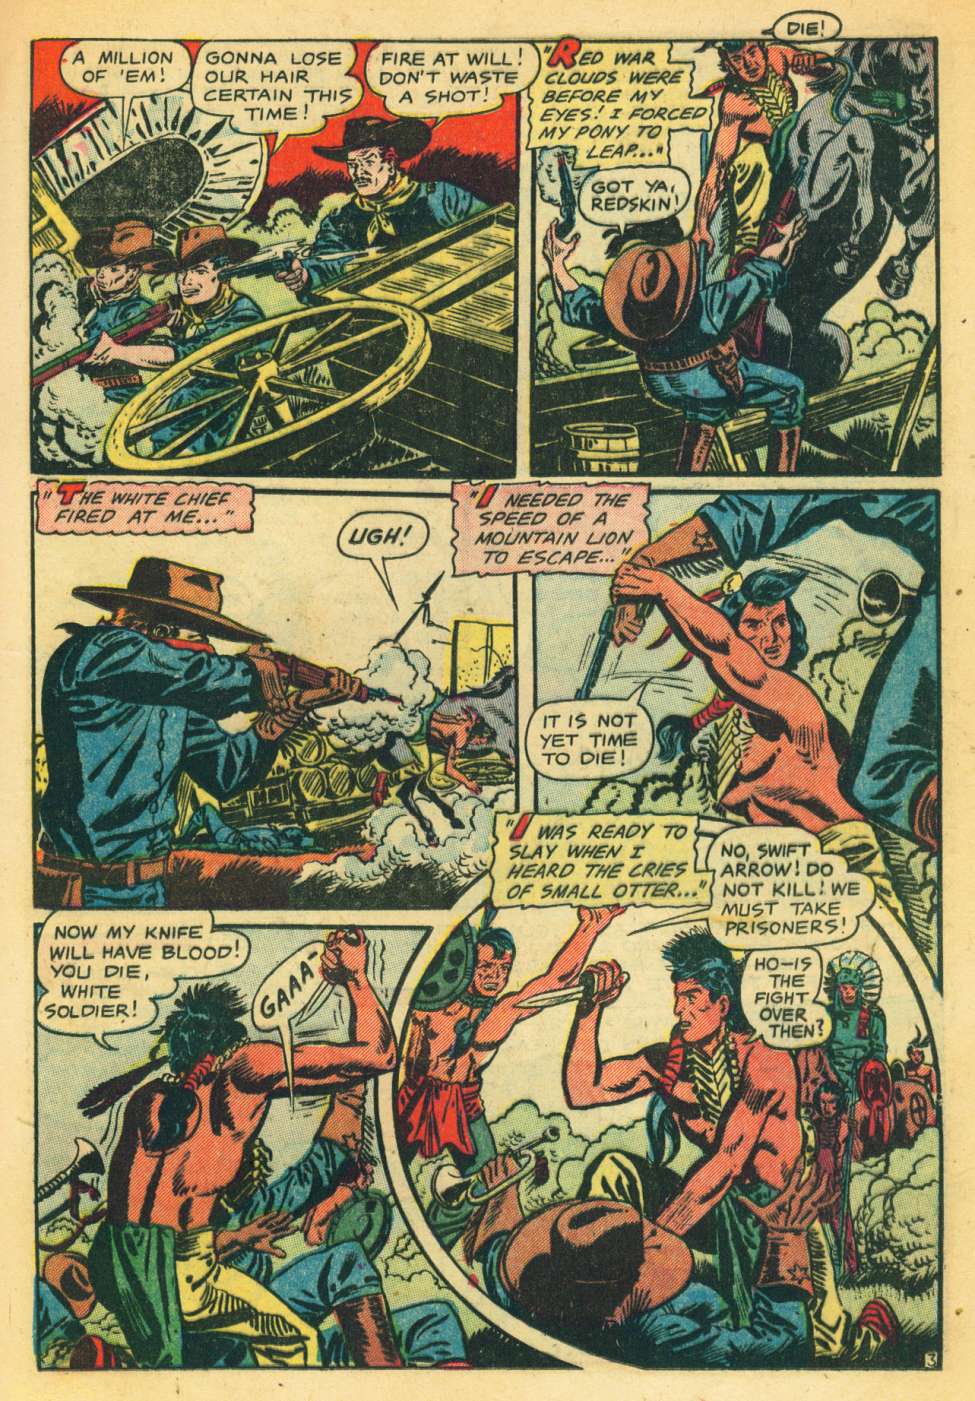 A MILLION
OF 'EM!
GONNA LOSE
OUR HAIR
CERTAIN THIS
TIME!
FIRE AT WILL!
DON'T WASTE
A SHOT!
"RED WAR
CLOUDS WERE
BEFORE MY
EYES! I FORCED
MY PONY TO
LEAP..."
DIE!
GOT YA,
REDSKIN!
"THE WHITE CHIEF
FIRED AT ME..."
UGH!
"I NEEDED THE
SPEED OF A
MOUNTAIN LION
TO ESCAPE..."
IT IS NOT
YET TIME
TO DIE!
NOW MY KNIFE
WILL HAVE BLOOD!
YOU DIE,
WHITE
SOLDIER!
GAAA-
"I WAS READY TO
SLAY WHEN I
HEARD THE CRIES
OF SMALL OTTER..."
NO, SWIFT
ARROW! DO
NOT KILL! WE
MUST TAKE
PRISONERS!
HO-IS
THE
FIGHT
OVER
THEN?
3